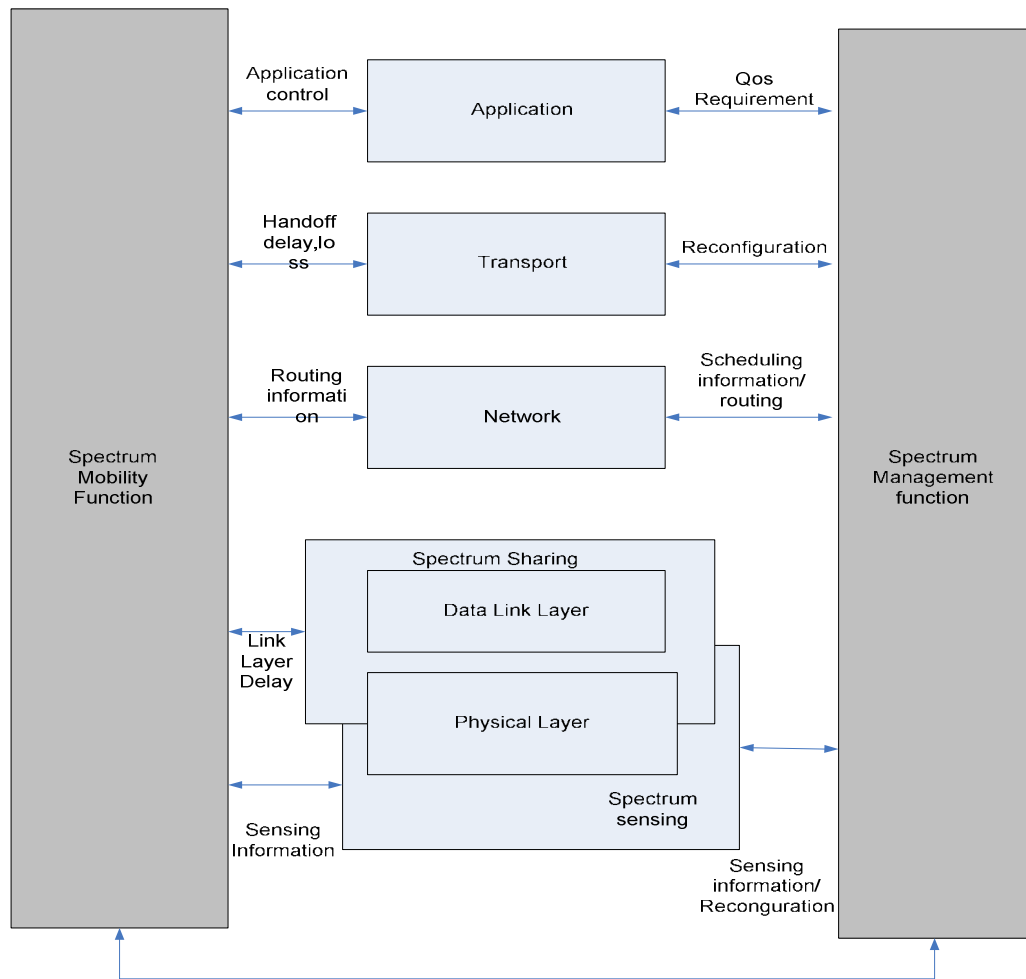 Application
control
Application
Qos
Requirement
Handoff
delay,lo
ss
Transport
Reconfiguration
Routing
informati
on
Network
Scheduling
information/
routing
Spectrum
Mobility
Function
Spectrum
Management
function
Spectrum Sharing
Data Link Layer
Link
Layer
Delay
Physical Layer
Spectrum
sensing
Sensing
Information
Sensing
information/
Reconguration